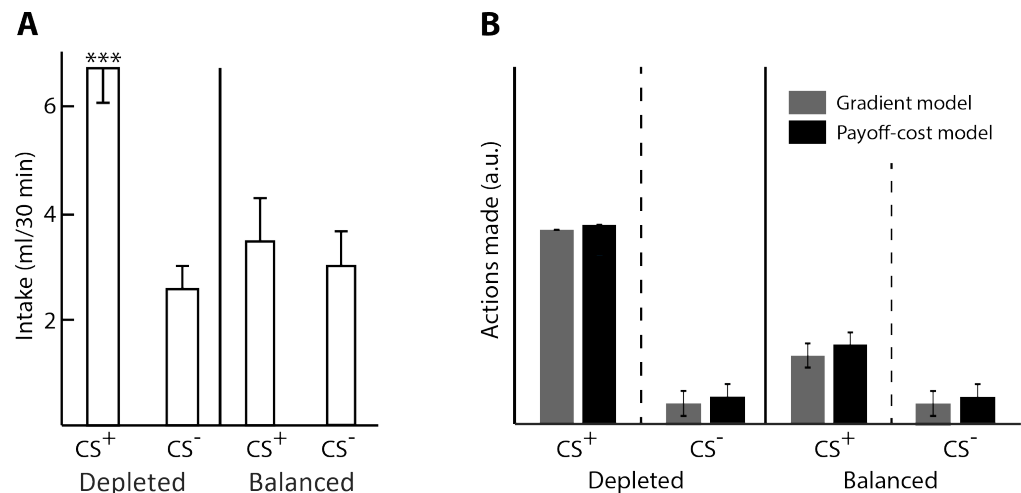 A
***
6
4
2
Intake (ml/30 min)
CS+ CS- CS+ CS-
Depleted Balanced
B
Gradient model
Payoff-cost model
Actions made (a.u.)
CS+ CS- CS+ CS-
Depleted Balanced